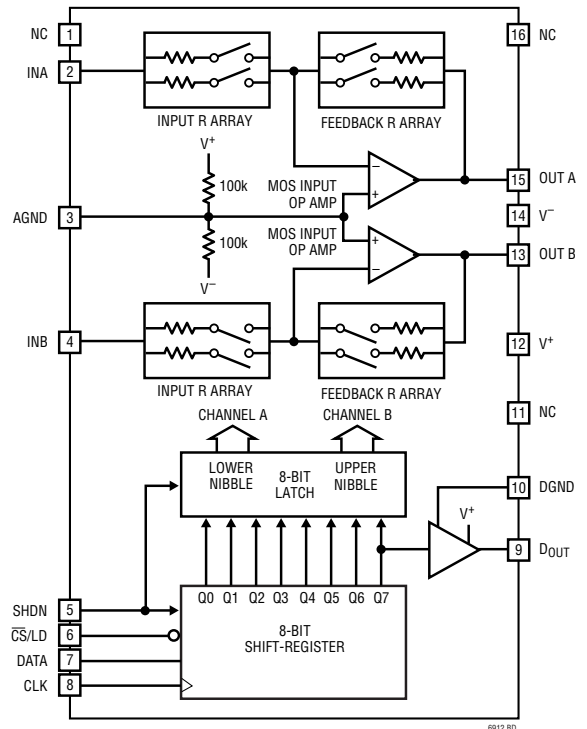 NC 1
16 NC
INA 2
INPUT R ARRAY
FEEDBACK R ARRAY
V+
100k
MOS INPUT
OP AMP
−
+
15 OUT A
AGND 3
14 V−
MOS INPUT
OP AMP
+
−
100k
13 OUT B
V−
INB 4
12 V+
INPUT R ARRAY
FEEDBACK R ARRAY
11 NC
CHANNEL A
CHANNEL B
LOWER
NIBBLE
8-BIT
LATCH
UPPER
NIBBLE
10 DGND
V+
9 DOUT
Q0 Q1 Q2 Q3 Q4 Q5 Q6 Q7
SHDN 5
8-BIT
SHIFT-REGISTER
C̅S̅/LD 6
DATA 7
CLK 8
6912 BD